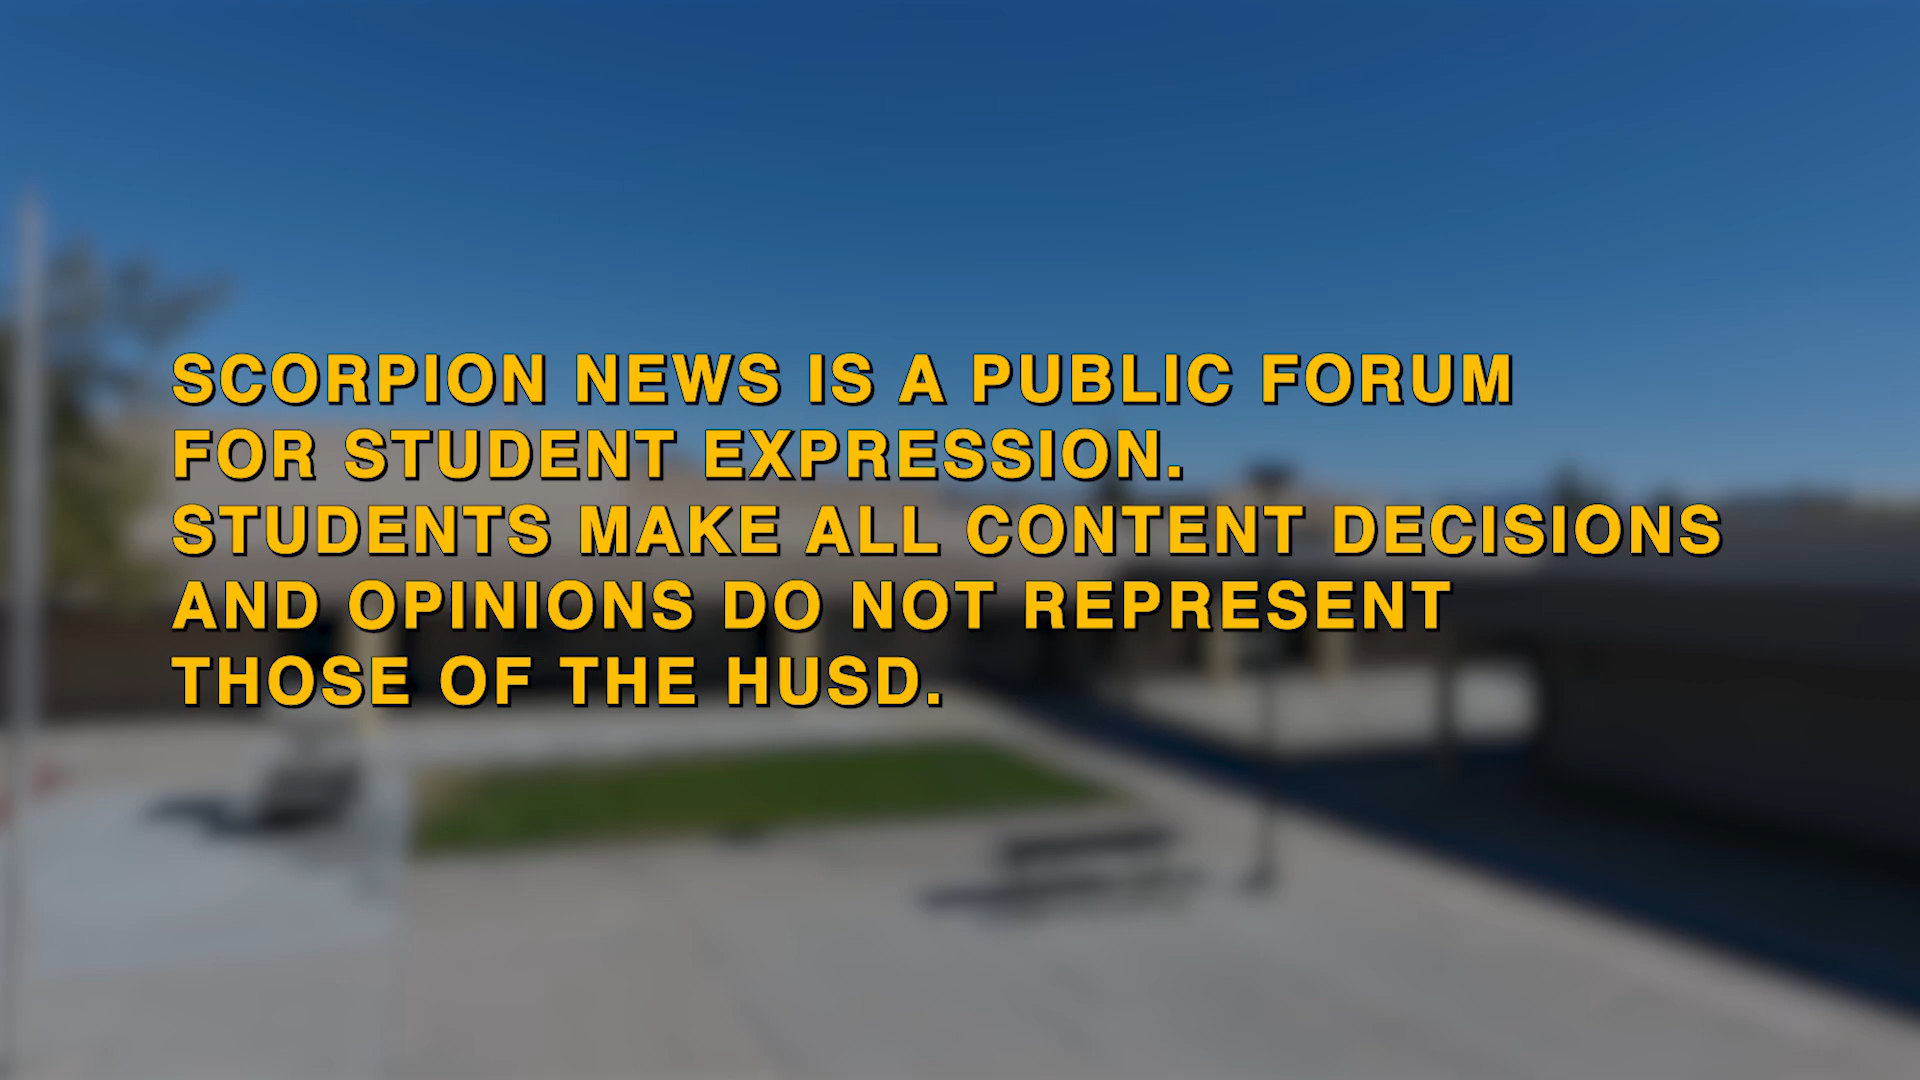 SCORPION NEWS IS A PUBLIC FORUM
FOR STUDENT EXPRESSION.
STUDENTS MAKE ALL CONTENT DECISIONS
AND OPINIONS DO NOT REPRESENT
THOSE OF THE HUSD.